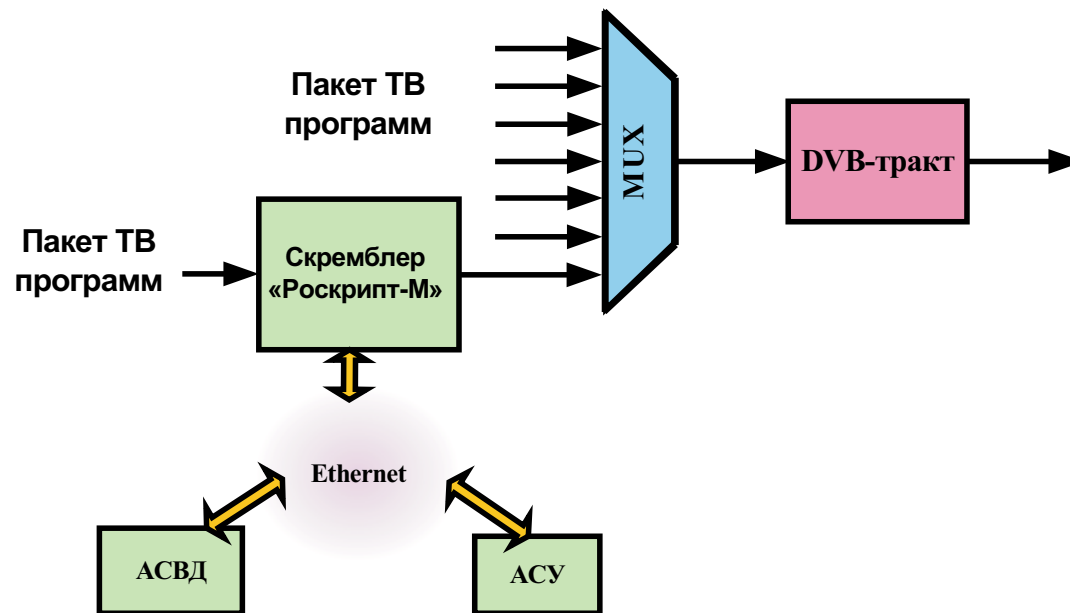 Пакет ТВ
программ
MUX
DVB-тракт
Пакет ТВ
программ
Скремблер
«Роскрипт-М»
Ethernet
АСВД
АСУ